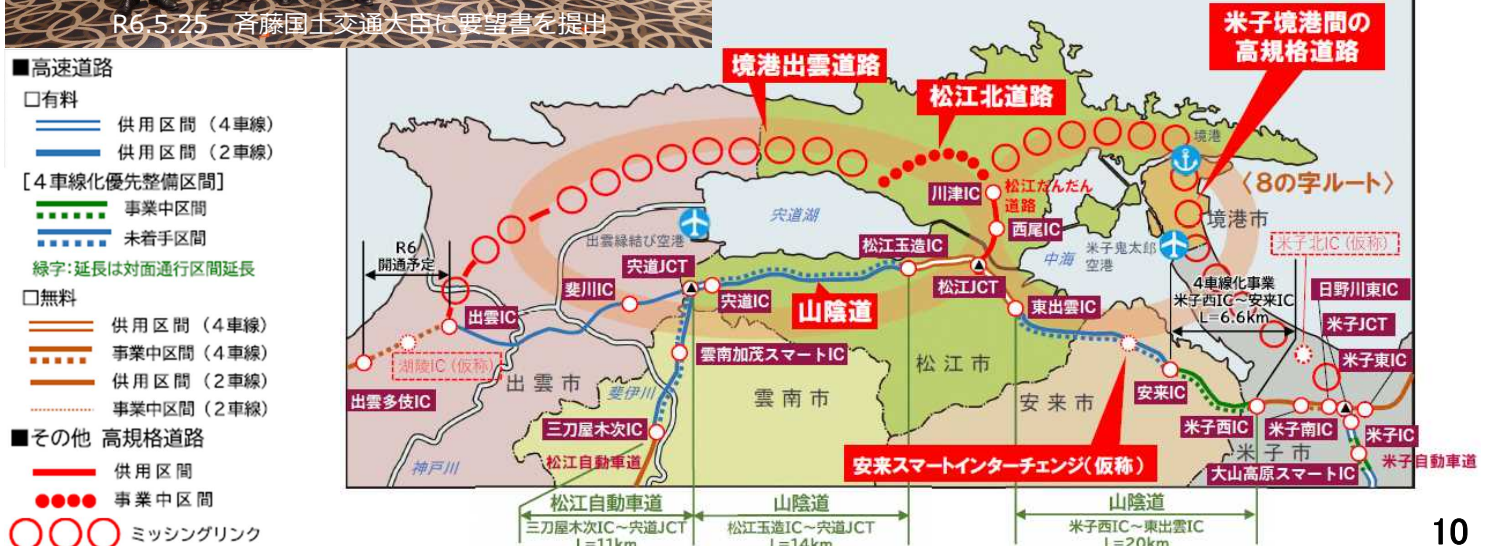 R6.5.25 斉藤国土交通大臣に要望書を提出
■高速道路
□有料
供用区間（4車線）
供用区間（2車線）
[4車線化優先整備区間]
事業中区間
未着手区間
緑字:延長は対面通行区間延長
□無料
供用区間（4車線）
事業中区間（4車線）
供用区間（2車線）
事業中区間（2車線）
■その他 高規格道路
供用区間
事業中区間
ミッシングリンク
米子境港間の
高規格道路
境港出雲道路
松江北道路
境港
〈8の字ルート〉
川津IC
松江だんだん
道路
宍道湖
境港市
西尾IC
出雲縁結び空港
松江玉造IC
米子鬼太郎
空港
中海
米子北IC（仮称）
R6
開通予定
宍道JCT
斐川IC
宍道IC
松江JCT
4車線化事業
米子西IC～安来IC
L=6.6km
日野川東IC
出雲IC
山陰道
東出雲IC
米子JCT
湖陵IC（仮称）
雲南加茂スマートIC
松江市
米子東IC
出雲多伎IC
出雲市
斐伊川
雲南市
安来市
安来IC
三刀屋木次IC
米子西IC
米子南IC
米子IC
米子市
神戸川
松江自動車道
安来スマートインターチェンジ（仮称）
大山高原スマートIC
米子自動車道
松江自動車道
三刀屋木次IC～宍道JCT
L=11km
山陰道
松江玉造IC～宍道JCT
L=14km
山陰道
米子西IC～東出雲IC
L=20km
10